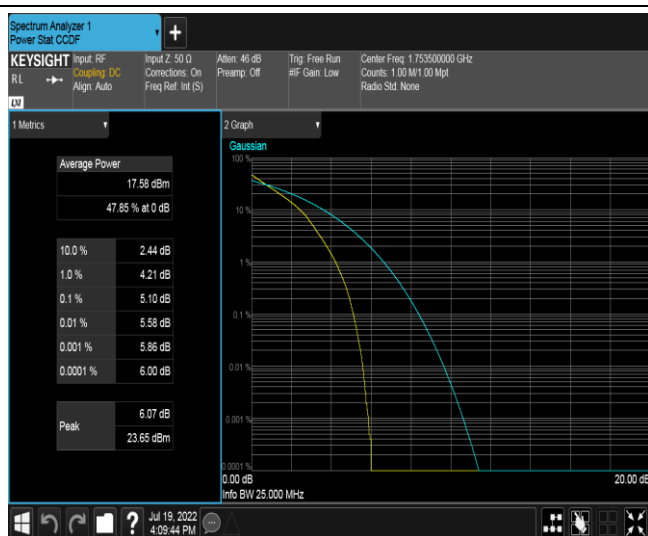 Spectrum Analyzer 1
Power Stat CCDF
KEYSIGHT
RL
LXI
Input: RF
Coupling: DC
Align: Auto
Input Z: 50 Ω
Corrections: On
Freq Ref: Int (S)
Atten: 46 dB
Preamp: Off
Trig: Free Run
#IF Gain: Low
Center Freq: 1.753500000 GHz
Counts: 1.00 M/1.00 Mpt
Radio Std: None
1 Metrics
Average Power
17.58 dBm
47.85 % at 0 dB
10.0 % 2.44 dB
1.0 % 4.21 dB
0.1 % 5.10 dB
0.01 % 5.58 dB
0.001 % 5.86 dB
0.0001 % 6.00 dB
Peak 6.07 dB
23.65 dBm
2 Graph
Gaussian
100 %
10 %
1 %
0.1 %
0.01 %
0.001 %
0.0001 %
0.00 dB
20.00 dB
Info BW 25.000 MHz
?
Jul 19, 2022
4:09:44 PM